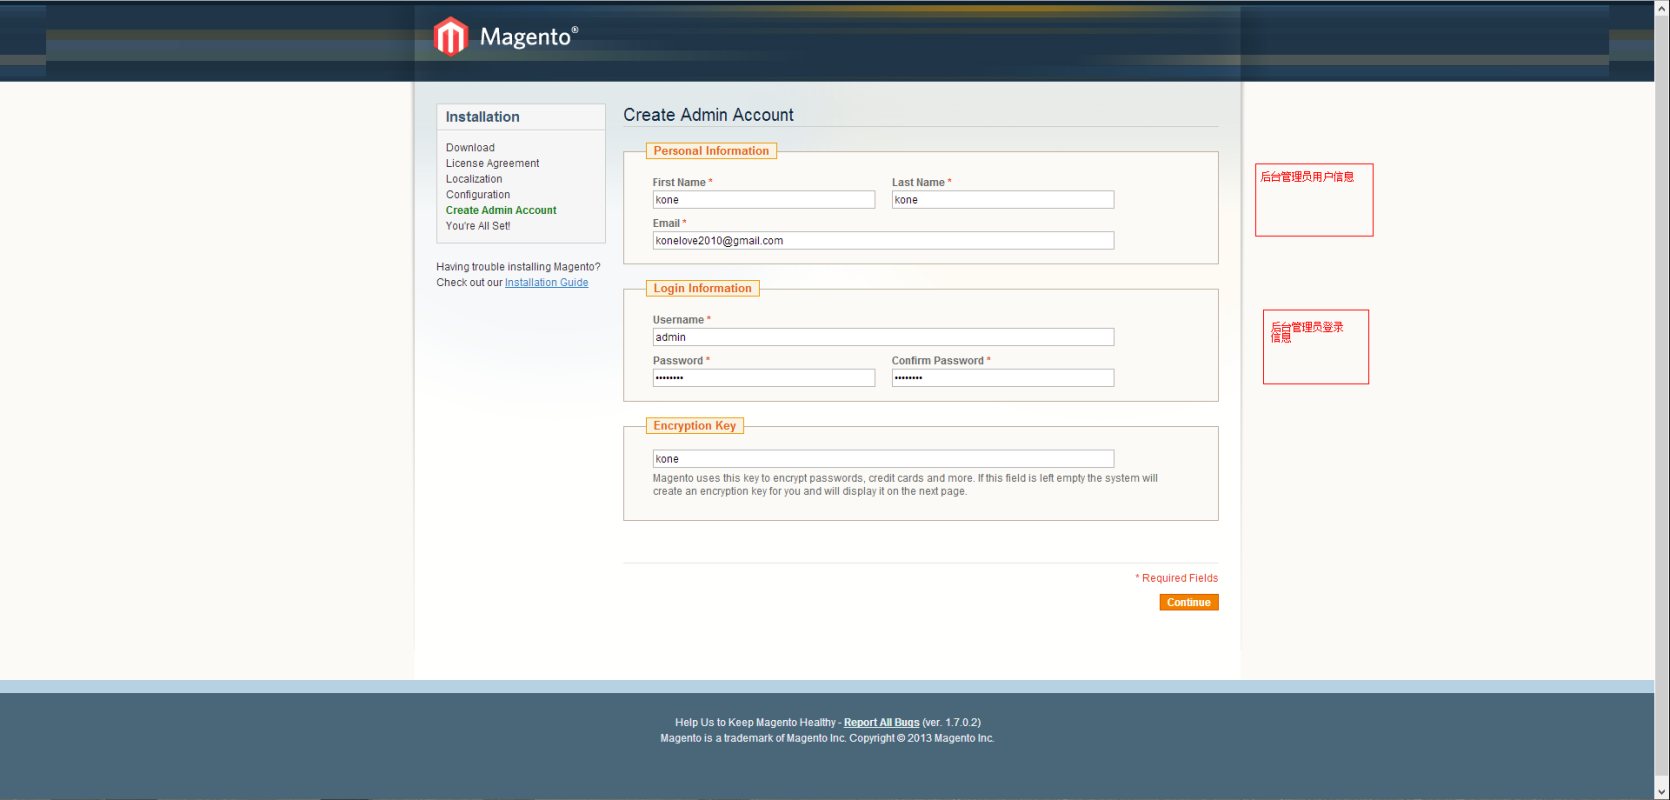 Magento®
Installation
Download
License Agreement
Localization
Configuration
Create Admin Account
You're All Set!
Having trouble installing Magento?
Check out our Installation Guide
Create Admin Account
Personal Information
First Name *
Last Name *
kone
kone
Email *
konelove2010@gmail.com
Login Information
Username *
admin
Password *
Confirm Password *
••••••••
••••••••
Encryption Key
kone
Magento uses this key to encrypt passwords, credit cards and more. If this field is left empty the system will
create an encryption key for you and will display it on the next page.
* Required Fields
Continue
后台管理员用户信息
后台管理员登录
信息
Help Us to Keep Magento Healthy - Report All Bugs (ver. 1.7.0.2)
Magento is a trademark of Magento Inc. Copyright © 2013 Magento Inc.